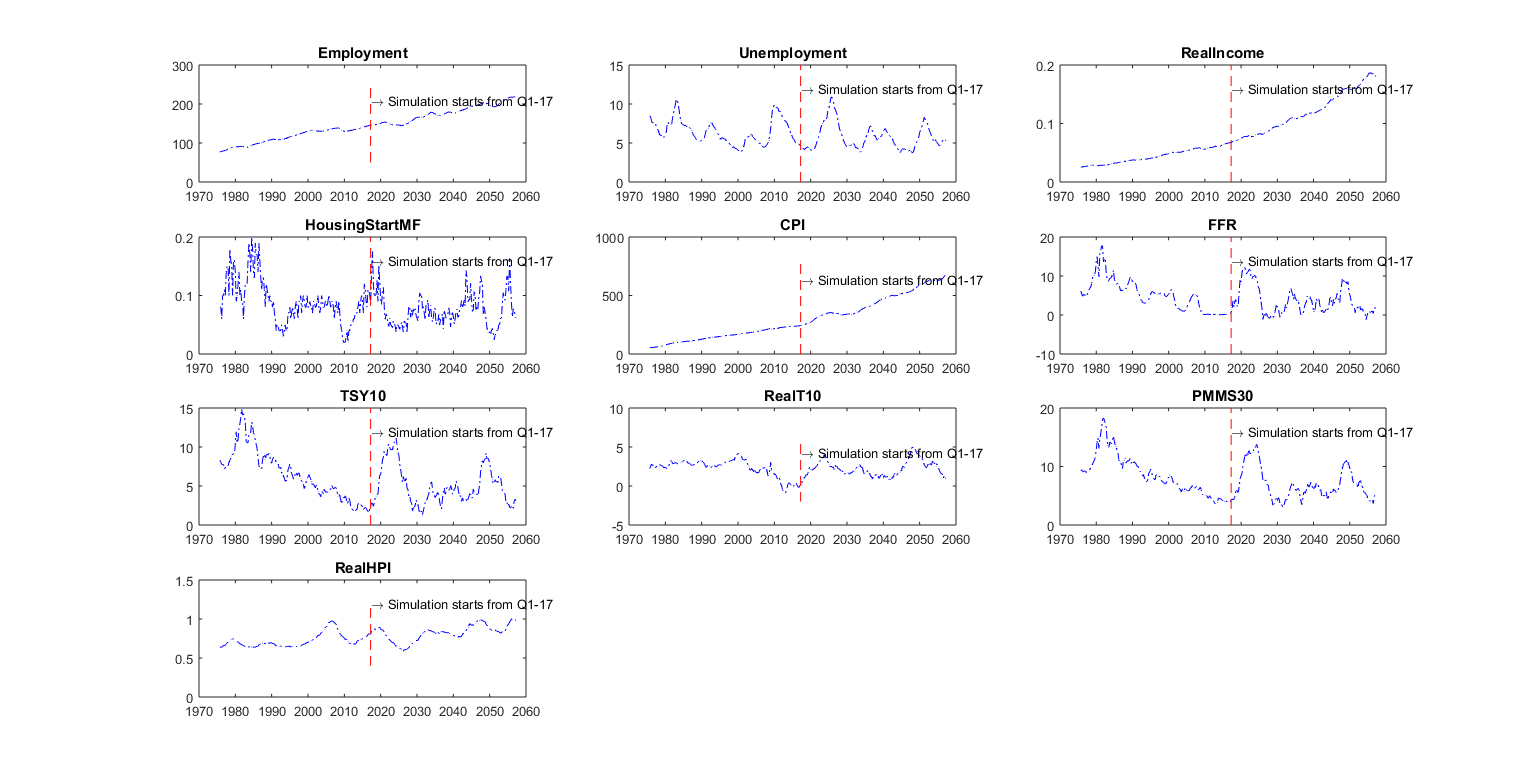 Employment Unemployment RealIncome
300 15 0.2
→ Simulation starts from Q1-17 → Simulation starts from Q1-17 → Simulation starts from Q1-17
200 10
0.1
100 5
0 0 0
1970 1980 1990 2000 2010 2020 2030 2040 2050 2060 1970 1980 1990 2000 2010 2020 2030 2040 2050 2060 1970 1980 1990 2000 2010 2020 2030 2040 2050 2060
HousingStartMF CPI FFR
0.2 1000 20
→ Simulation starts from Q1-17 → Simulation starts from Q1-17 → Simulation starts from Q1-17
10
0.1 500
0
0 0 -10
1970 1980 1990 2000 2010 2020 2030 2040 2050 2060 1970 1980 1990 2000 2010 2020 2030 2040 2050 2060 1970 1980 1990 2000 2010 2020 2030 2040 2050 2060
TSY10 RealT10 PMMS30
15 10 20
→ Simulation starts from Q1-17 → Simulation starts from Q1-17 → Simulation starts from Q1-17
10 5
10
5 0
0 -5 0
1970 1980 1990 2000 2010 2020 2030 2040 2050 2060 1970 1980 1990 2000 2010 2020 2030 2040 2050 2060 1970 1980 1990 2000 2010 2020 2030 2040 2050 2060
RealHPI
1.5
→ Simulation starts from Q1-17
1
0.5
0
1970 1980 1990 2000 2010 2020 2030 2040 2050 2060